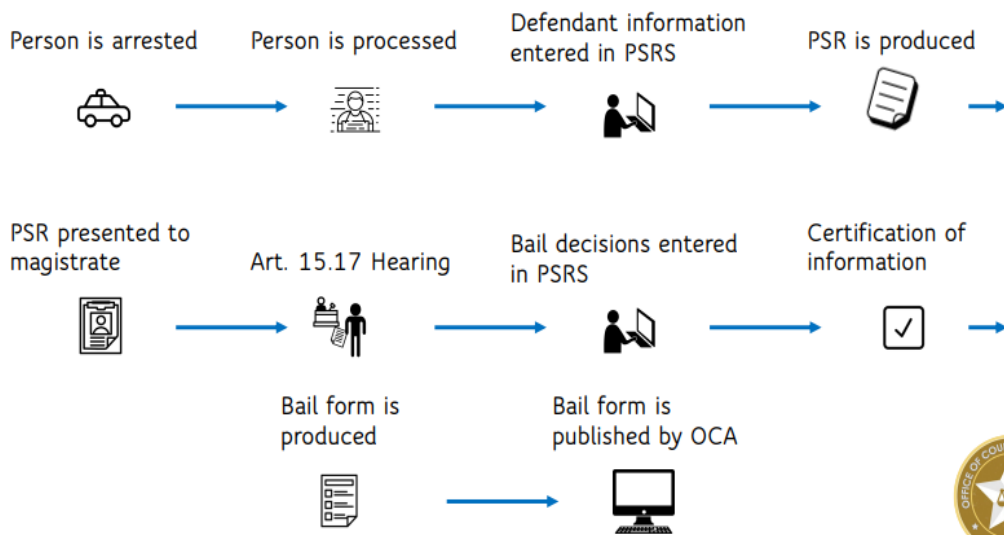 Person is arrested
Person is processed
Defendant information
entered in PSRS
PSR is produced
PSR presented to
magistrate
Art. 15.17 Hearing
Bail decisions entered
in PSRS
Certification of
information
Bail form is
produced
Bail form is
published by OCA
OFFICE OF